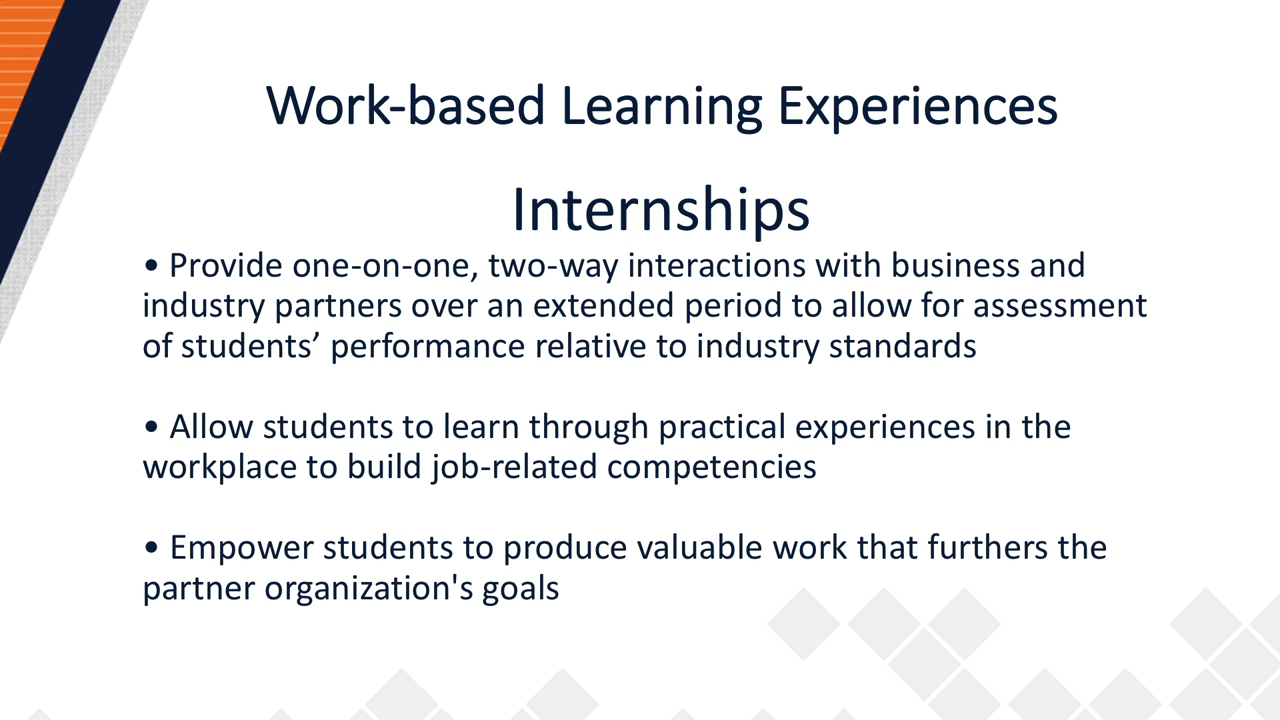 Work-based Learning Experiences
Internships
• Provide one-on-one, two-way interactions with business and
industry partners over an extended period to allow for assessment
of students’ performance relative to industry standards
• Allow students to learn through practical experiences in the
workplace to build job-related competencies
• Empower students to produce valuable work that furthers the
partner organization's goals